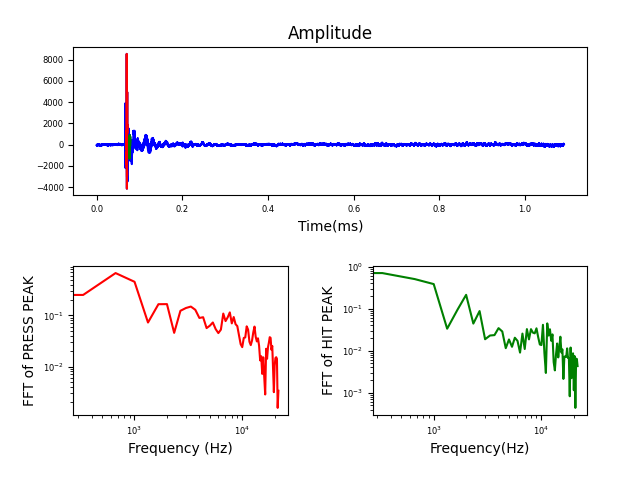 Amplitude
8000
6000
4000
2000
0
−2000
−4000
0.0 0.2 0.4 0.6 0.8 1.0
Time(ms)
FFT of PRESS PEAK
10⁻¹
10⁻²
10³ 10⁴
Frequency (Hz)
FFT of HIT PEAK
10⁰
10⁻¹
10⁻²
10⁻³
10³ 10⁴
Frequency(Hz)